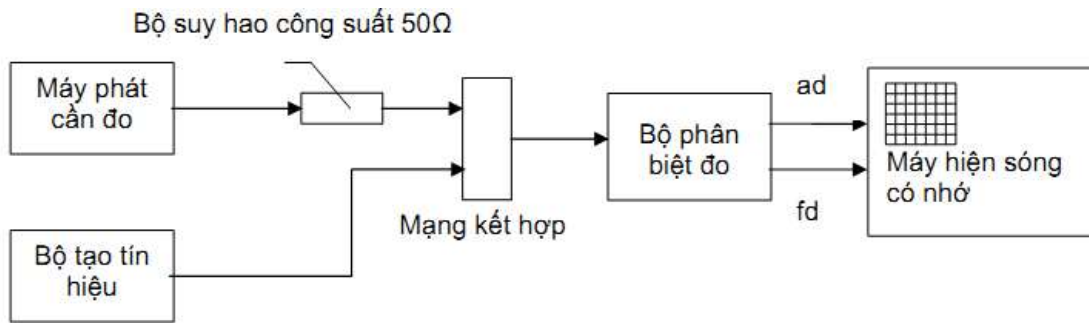 Bộ suy hao công suất 50Ω
Máy phát
cần đo
ad
Bộ phân
biệt đo
Máy hiện sóng
có nhớ
fd
Mạng kết hợp
Bộ tạo tín
hiệu